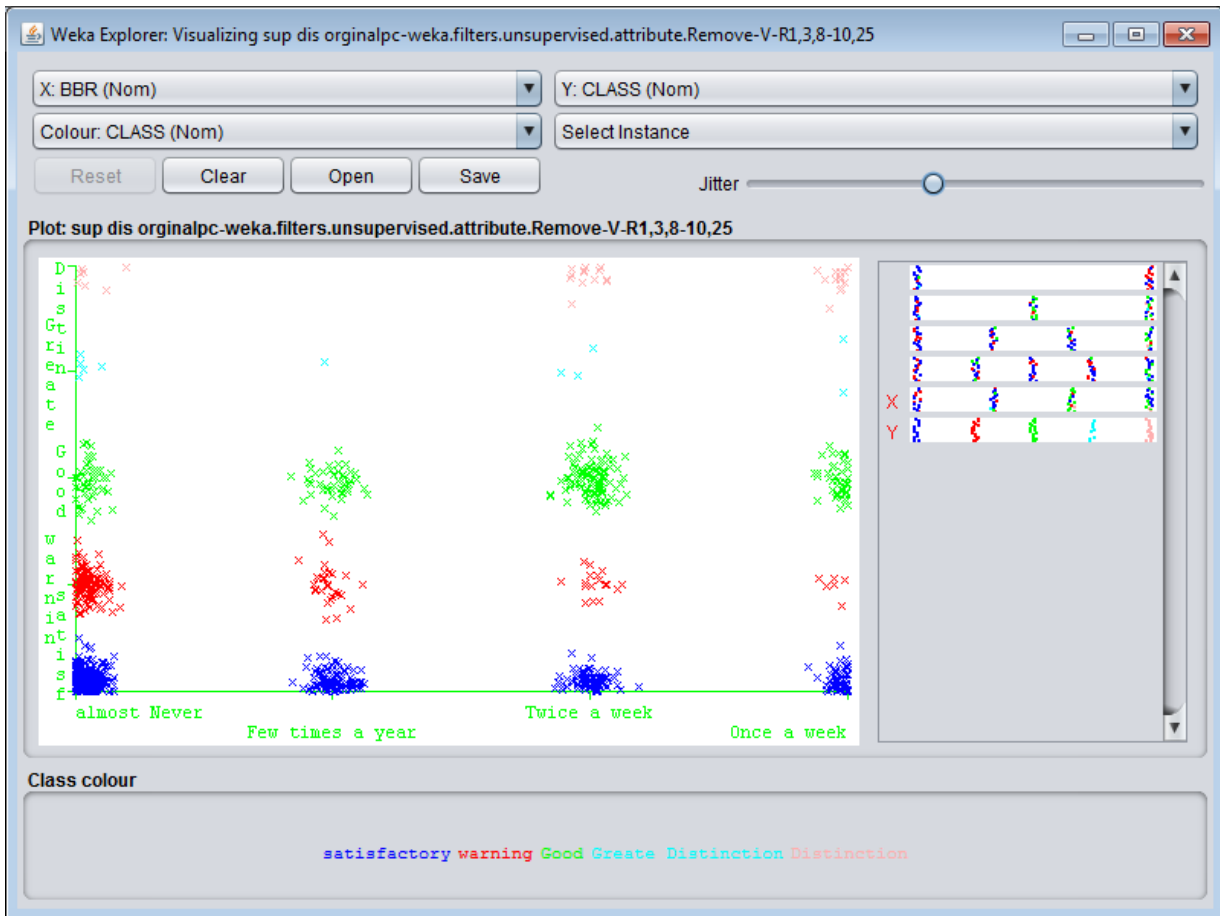 Weka Explorer: Visualizing sup dis orginalpc-weka.filters.unsupervised.attribute.Remove-V-R1,3,8-10,25
X: BBR (Nom)
Y: CLASS (Nom)
Colour: CLASS (Nom)
Select Instance
Reset Clear Open Save
Jitter
Plot: sup dis orginalpc-weka.filters.unsupervised.attribute.Remove-V-R1,3,8-10,25
Good
almost Never
Few times a year
Twice a week
Once a week
X
Y
Class colour
satisfactory warning Good Greate Distinction Distinction